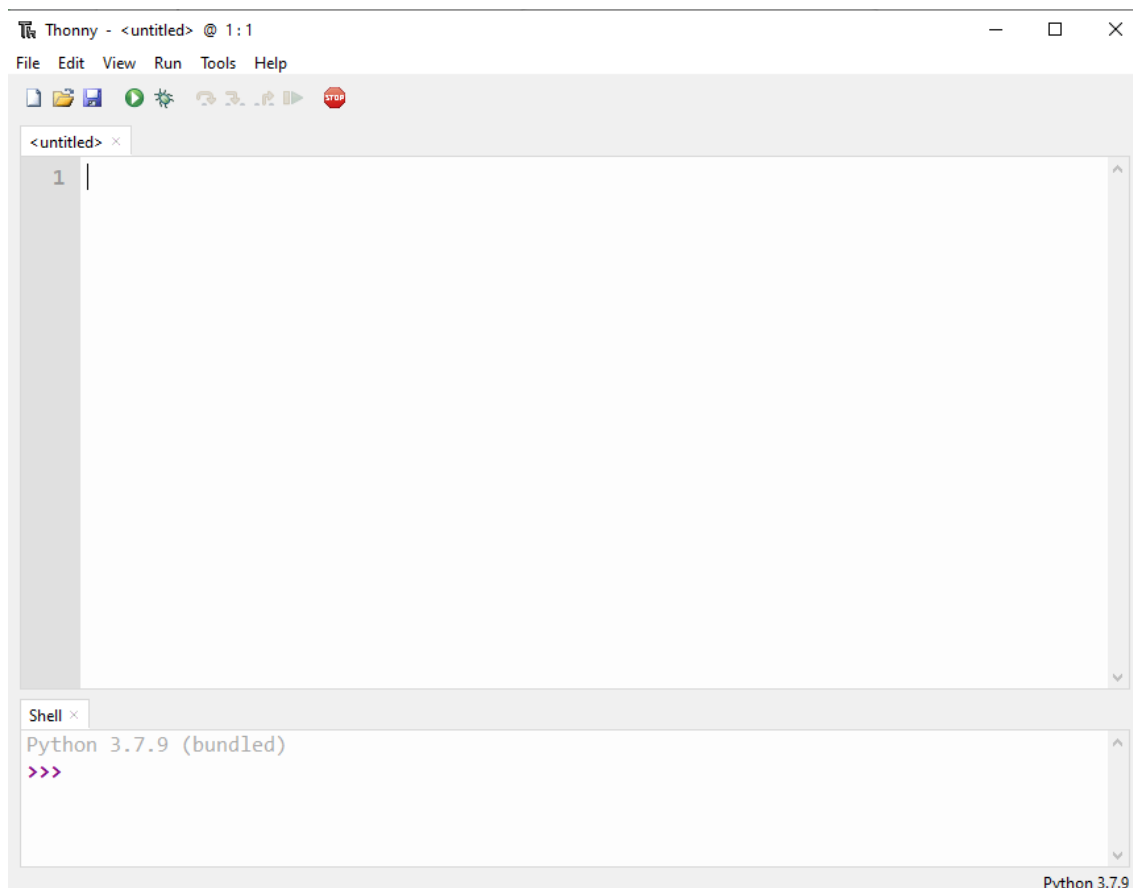 Thonny - <untitled> @ 1:1
File Edit View Run Tools Help
STOP
<untitled> ×
1
Shell ×
Python 3.7.9 (bundled)
>>>
Python 3.7.9